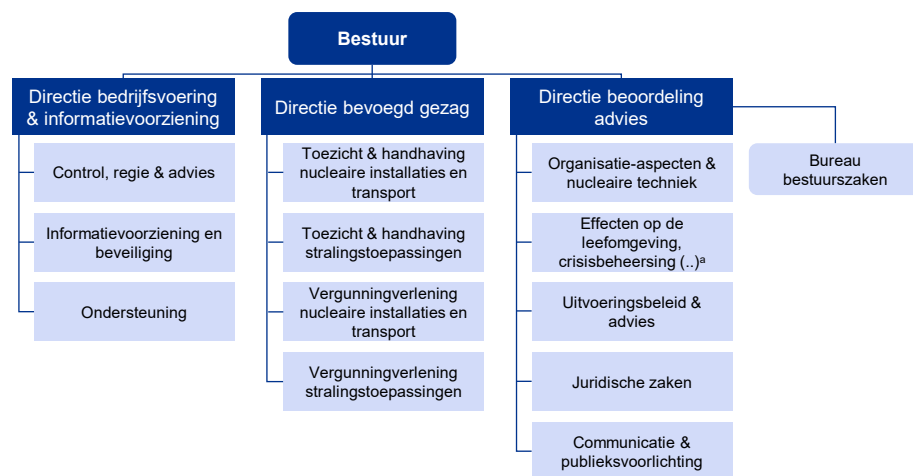 Bestuur
Directie bedrijfsvoering
& informatievoorziening
Control, regie & advies
Informatievoorziening en
beveiliging
Ondersteuning
Directie bevoegd gezag
Toezicht & handhaving
nucleaire installaties en
transport
Toezicht & handhaving
stralingstoepassingen
Vergunningverlening
nucleaire installaties en
transport
Vergunningverlening
stralingstoepassingen
Directie beoordeling
advies
Organisatie-aspecten &
nucleaire techniek
Effecten op de
leefomgeving,
crisisbeheersing (..)ᵃ
Uitvoeringsbeleid &
advies
Juridische zaken
Communicatie &
publieksvoorlichting
Bureau
bestuurszaken